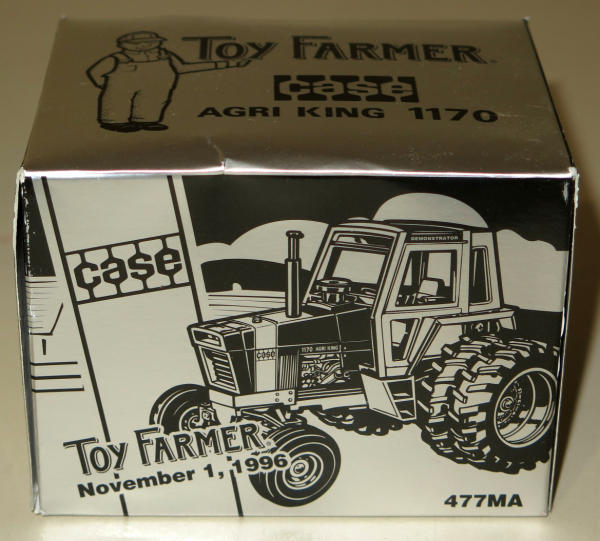 TOY FARMER
case
AGRI KING 1170
case
DEMONSTRATOR
case 1170 AGRI KING
TOY FARMER
November 1, 1996
477MA